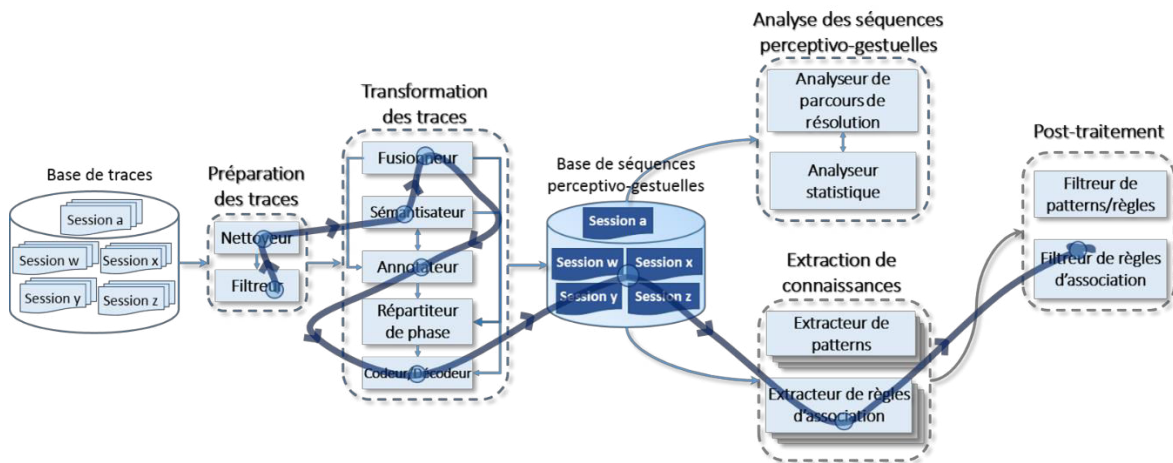 Base de traces
Session a
Session w
Session x
Session y
Session z
Préparation
des traces
Nettoyeur
Filtreur
Transformation
des traces
Fusionneur
Sémantisateur
Annotateur
Répartiteur
de phase
Codeur/Décodeur
Base de séquences
perceptivo-gestuelles
Session a
Session w
Session x
Session y
Session z
Analyse des séquences
perceptivo-gestuelles
Analyseur de
parcours de
résolution
Analyseur
statistique
Extraction de
connaissances
Extracteur de
patterns
Extracteur de règles
d'association
Post-traitement
Filtreur de
patterns/règles
Filtreur de règles
d'association